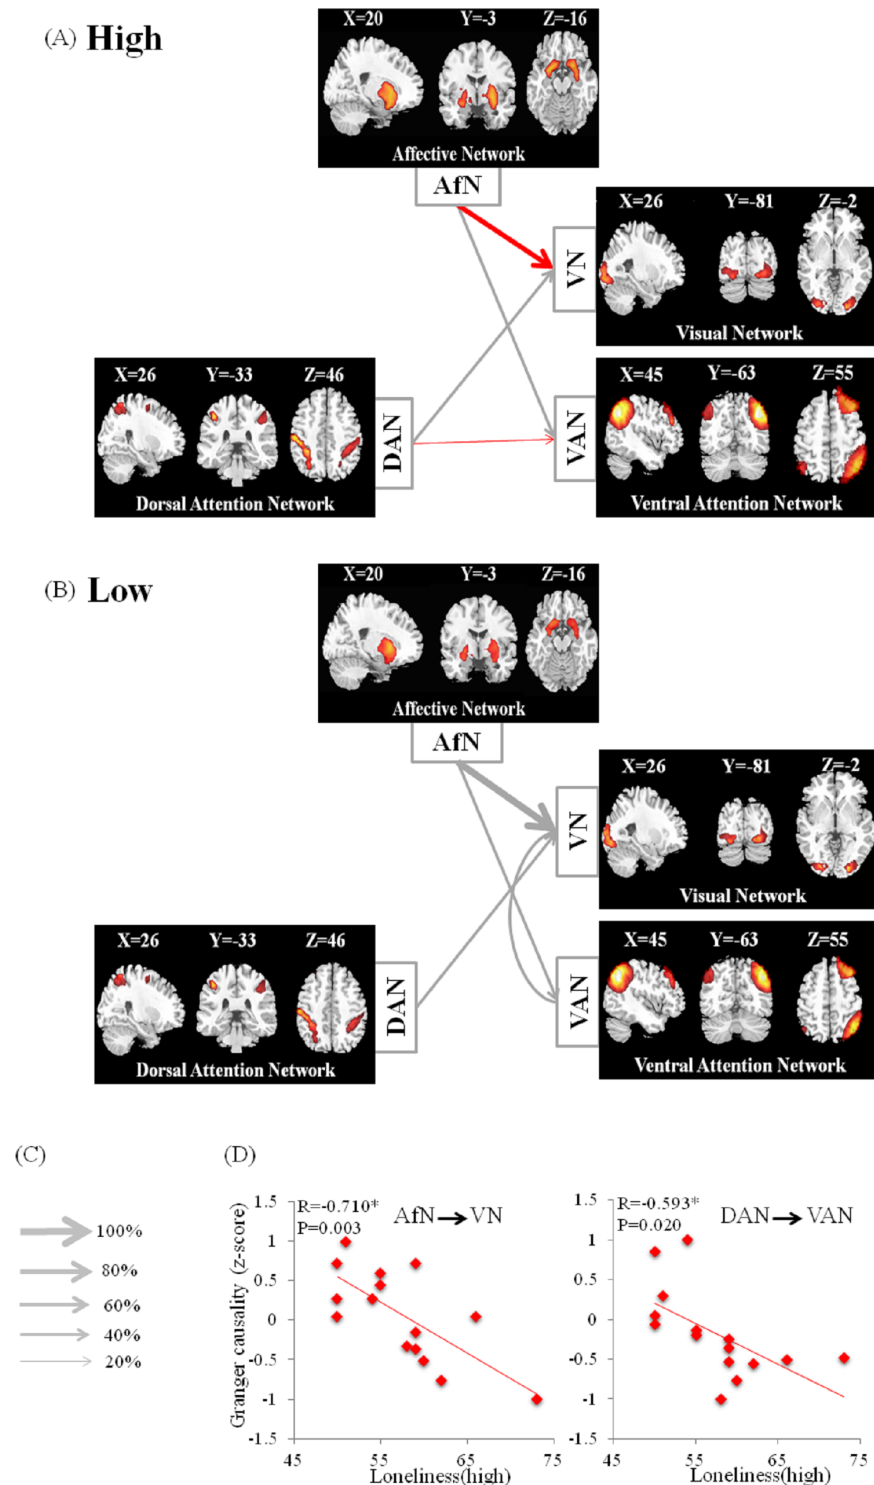 (A) High
X=20 Y=-3 Z=-16
Affective Network
AfN
X=26 Y=-81 Z=-2
VN
Visual Network
X=26 Y=-33 Z=46
DAN
Dorsal Attention Network
X=45 Y=-63 Z=55
VAN
Ventral Attention Network
(B) Low
X=20 Y=-3 Z=-16
Affective Network
AfN
X=26 Y=-81 Z=-2
VN
Visual Network
X=26 Y=-33 Z=46
DAN
Dorsal Attention Network
X=45 Y=-63 Z=55
VAN
Ventral Attention Network
(C)
100%
80%
60%
40%
20%
(D)
Granger causality (z-score)
1.5
1
0.5
0
-0.5
-1
-1.5
R=-0.710*
P=0.003
AfN → VN
45 55 65 75
Loneliness(high)
1.5
1
0.5
0
-0.5
-1
-1.5
R=-0.593*
P=0.020
DAN → VAN
45 55 65 75
Loneliness(high)